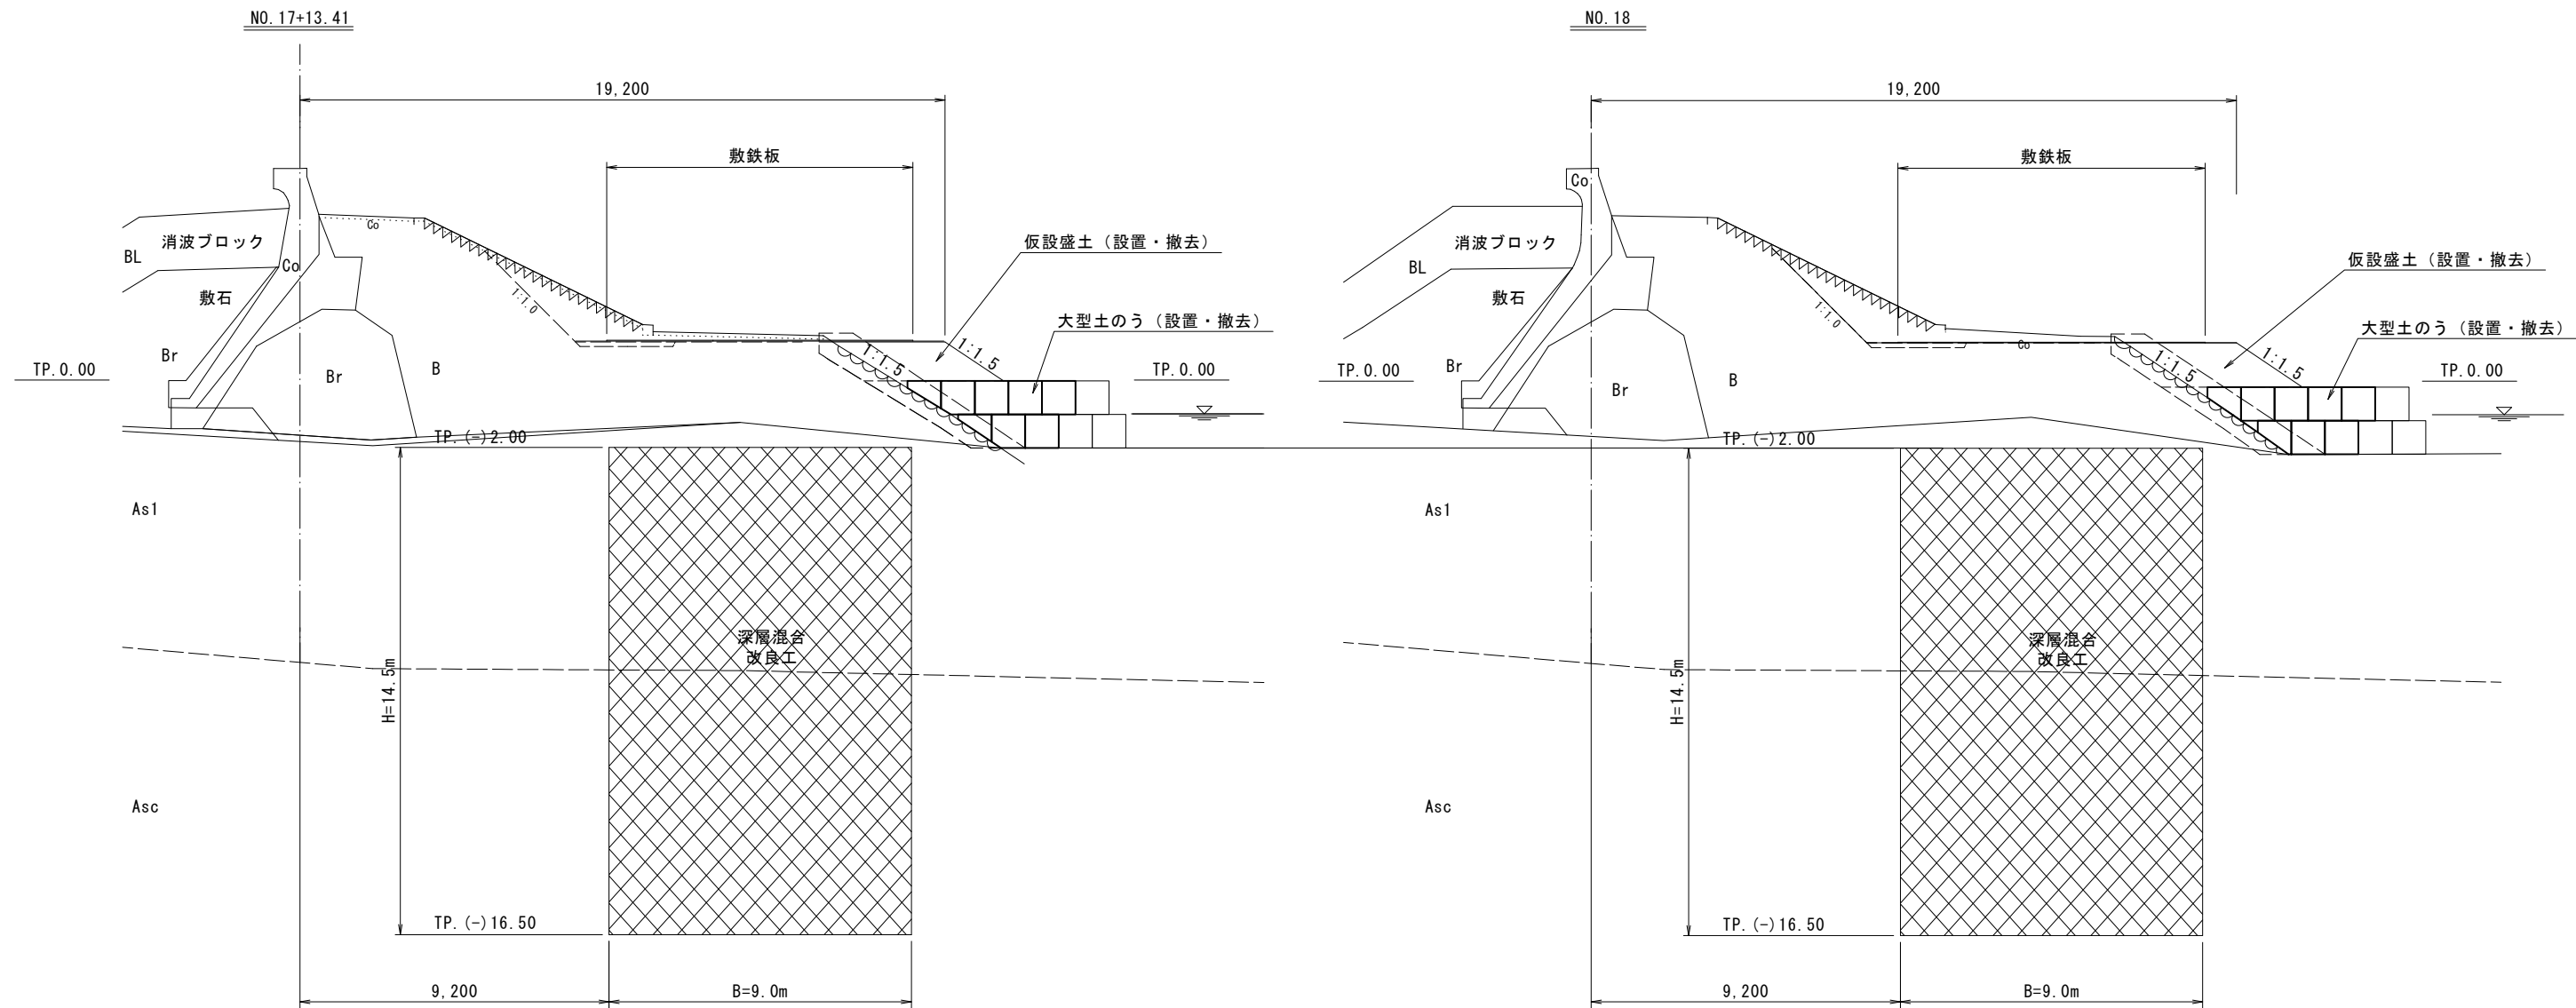 NO.17+13.41
19,200
敷鉄板
Co
消波ブロック
BL
Co
敷石
1:1.0
仮設盛土（設置・撤去）
大型土のう（設置・撤去）
1:1.5
1:1.5
Br
Br
B
TP.0.00
TP.0.00
TP.(-)2.00
As1
深層混合
改良工
H=14.5m
Asc
TP.(-)16.50
9,200
B=9.0m
NO.18
19,200
敷鉄板
Co
消波ブロック
BL
敷石
1:1.0
Co
仮設盛土（設置・撤去）
大型土のう（設置・撤去）
1:1.5
1:1.5
Br
Br
B
TP.0.00
TP.0.00
TP.(-)2.00
As1
深層混合
改良工
H=14.5m
Asc
TP.(-)16.50
9,200
B=9.0m